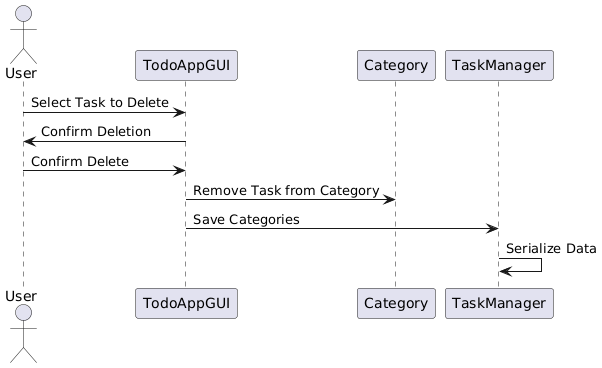 User
TodoAppGUI
Category
TaskManager
Select Task to Delete
Confirm Deletion
Confirm Delete
Remove Task from Category
Save Categories
Serialize Data
User
TodoAppGUI
Category
TaskManager